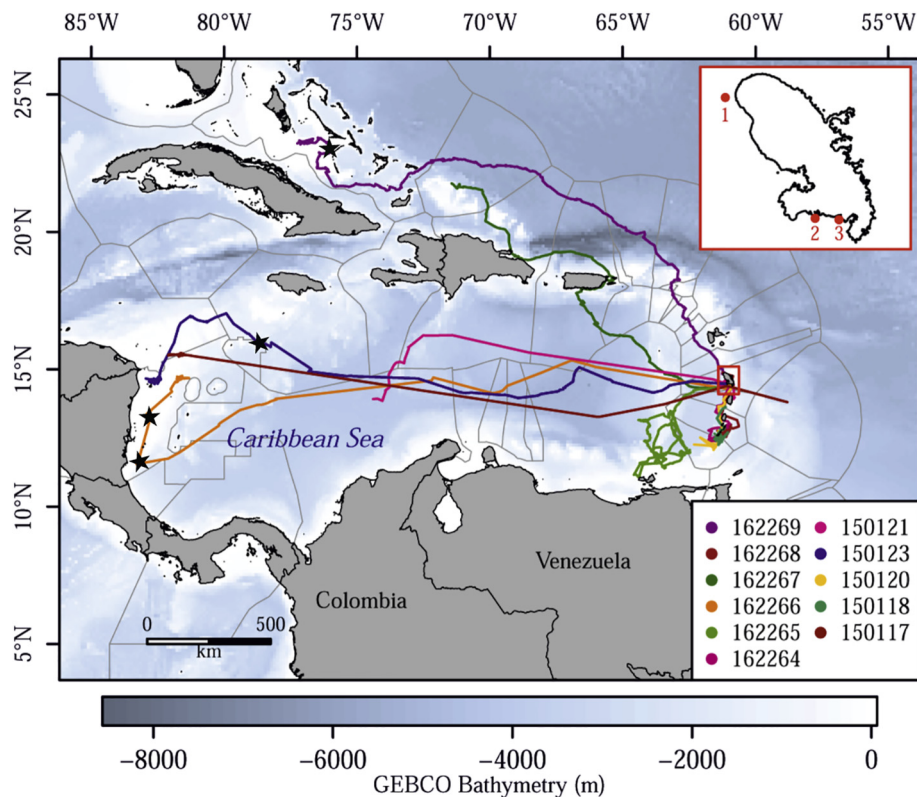 85°W 80°W 75°W 70°W 65°W 60°W 55°W
25°N
20°N
15°N
10°N
5°N
1
2 3
Caribbean Sea
Venezuela
Colombia
0 500
km
162269 150121
162268 150123
162267 150120
162266 150118
162265 150117
162264
−8000 −6000 −4000 −2000 0
GEBCO Bathymetry (m)